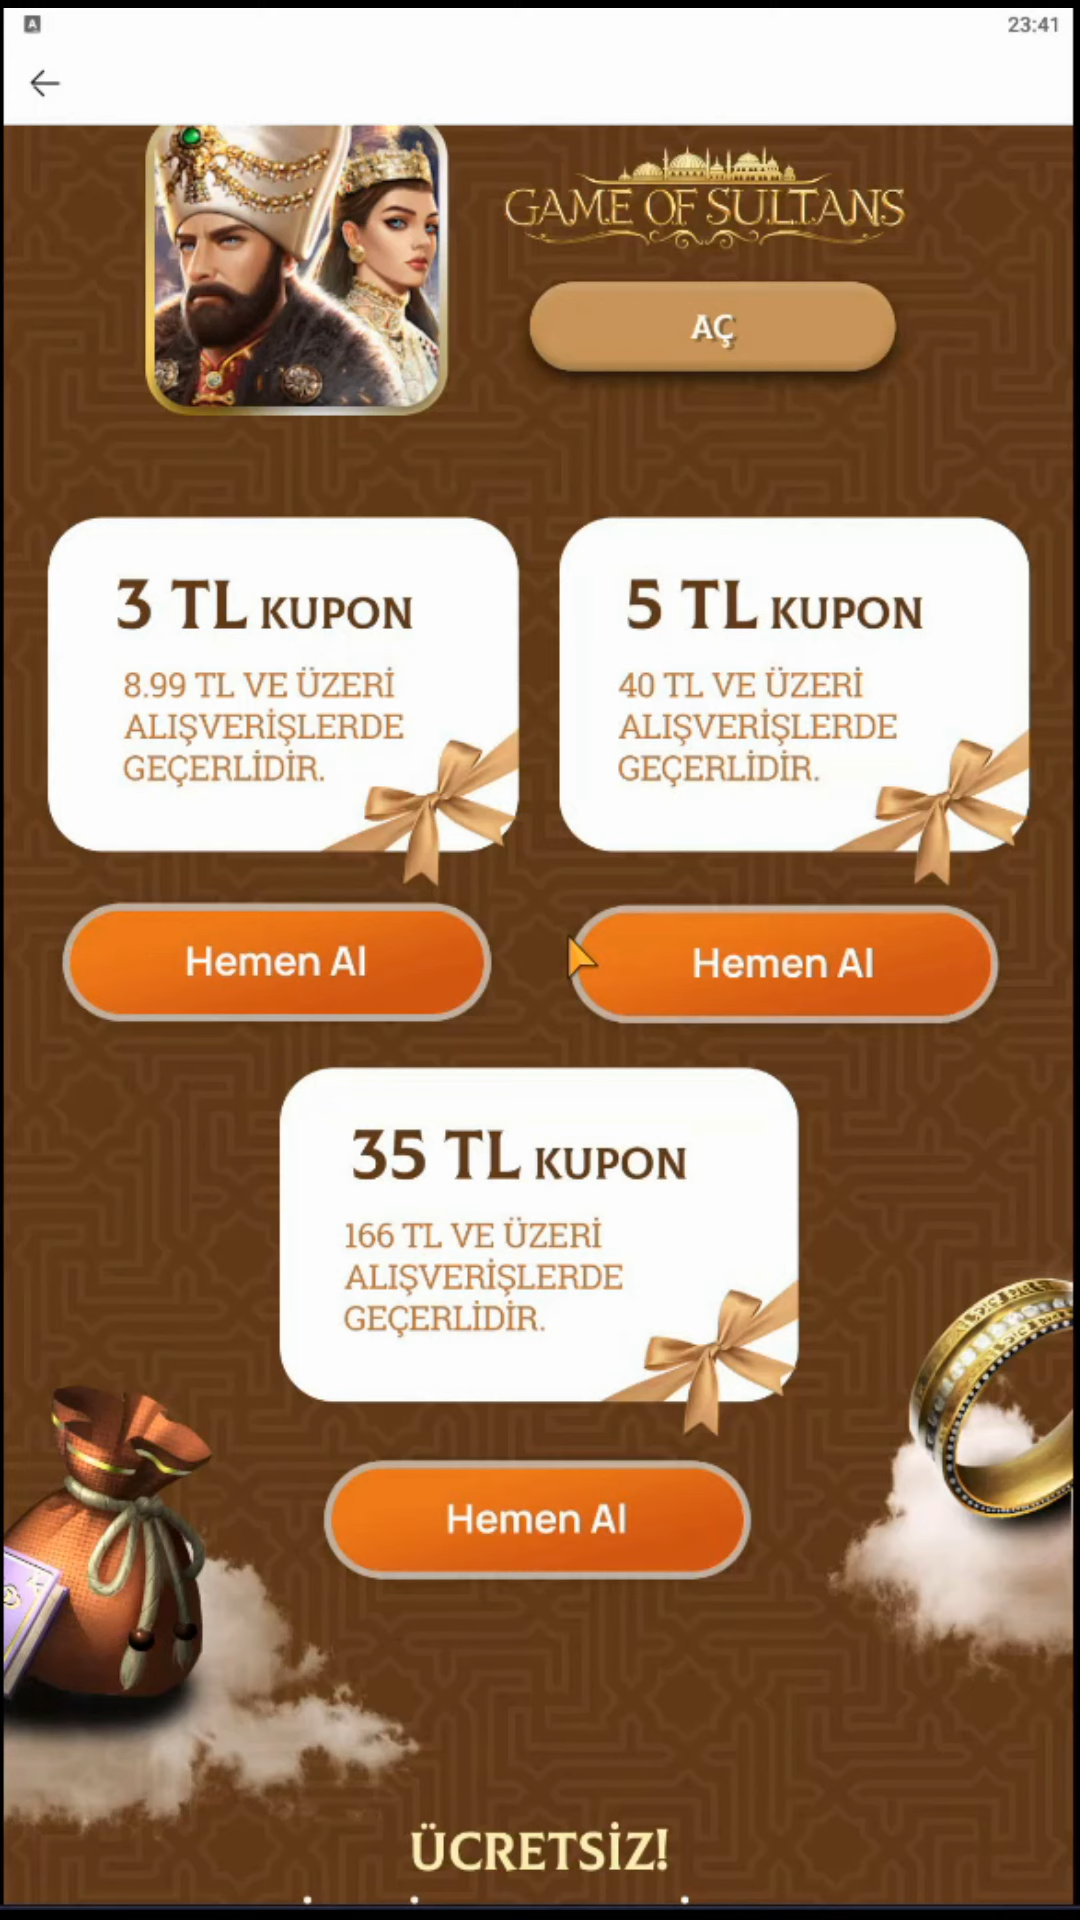 A
23:41
GAME OF SULTANS
AÇ
3 TL KUPON
8.99 TL VE ÜZERİ
ALIŞVERİŞLERDE
GEÇERLİDİR.
Hemen Al
5 TL KUPON
40 TL VE ÜZERİ
ALIŞVERİŞLERDE
GEÇERLİDİR.
Hemen Al
35 TL KUPON
166 TL VE ÜZERİ
ALIŞVERİŞLERDE
GEÇERLİDİR.
Hemen Al
ÜCRETSİZ!